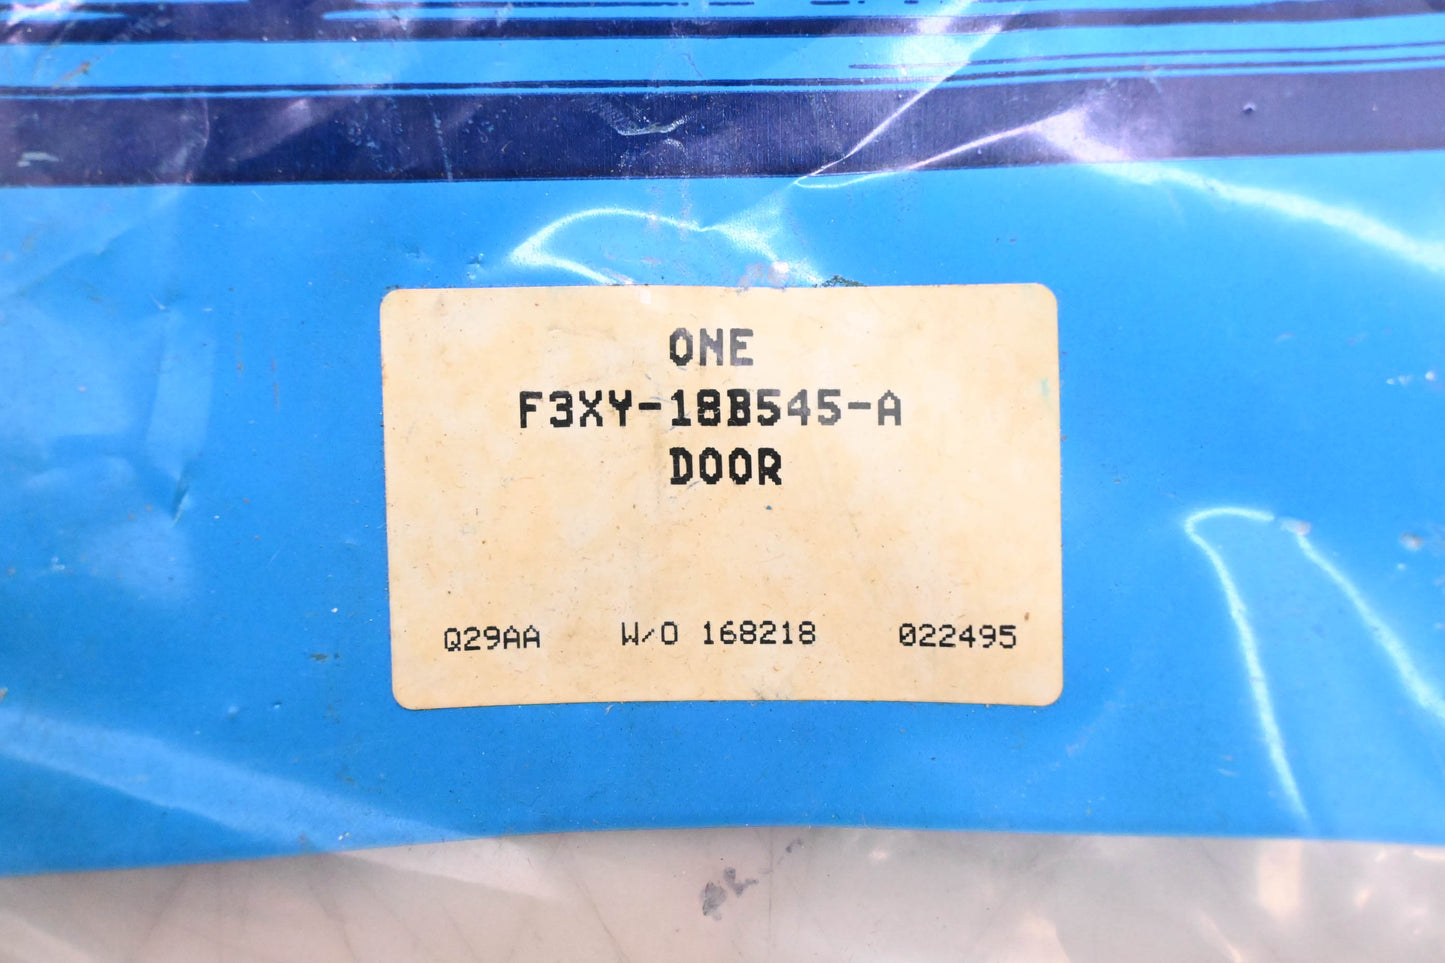 ONE
F3XY-18B545-A
DOOR
Q29AA W/O 168218 022495